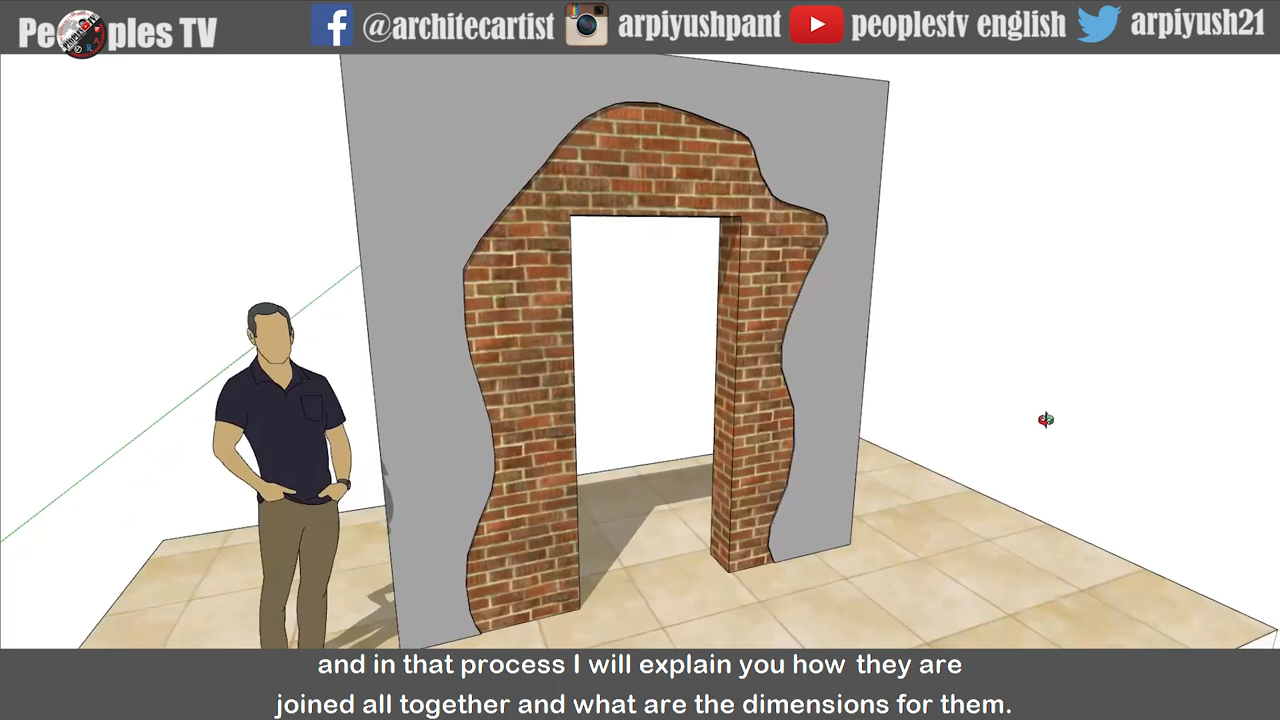 Peoples TV
@architecartist
arpiyushpant
peoplestv english
arpiyush21
and in that process I will explain you how they are
joined all together and what are the dimensions for them.